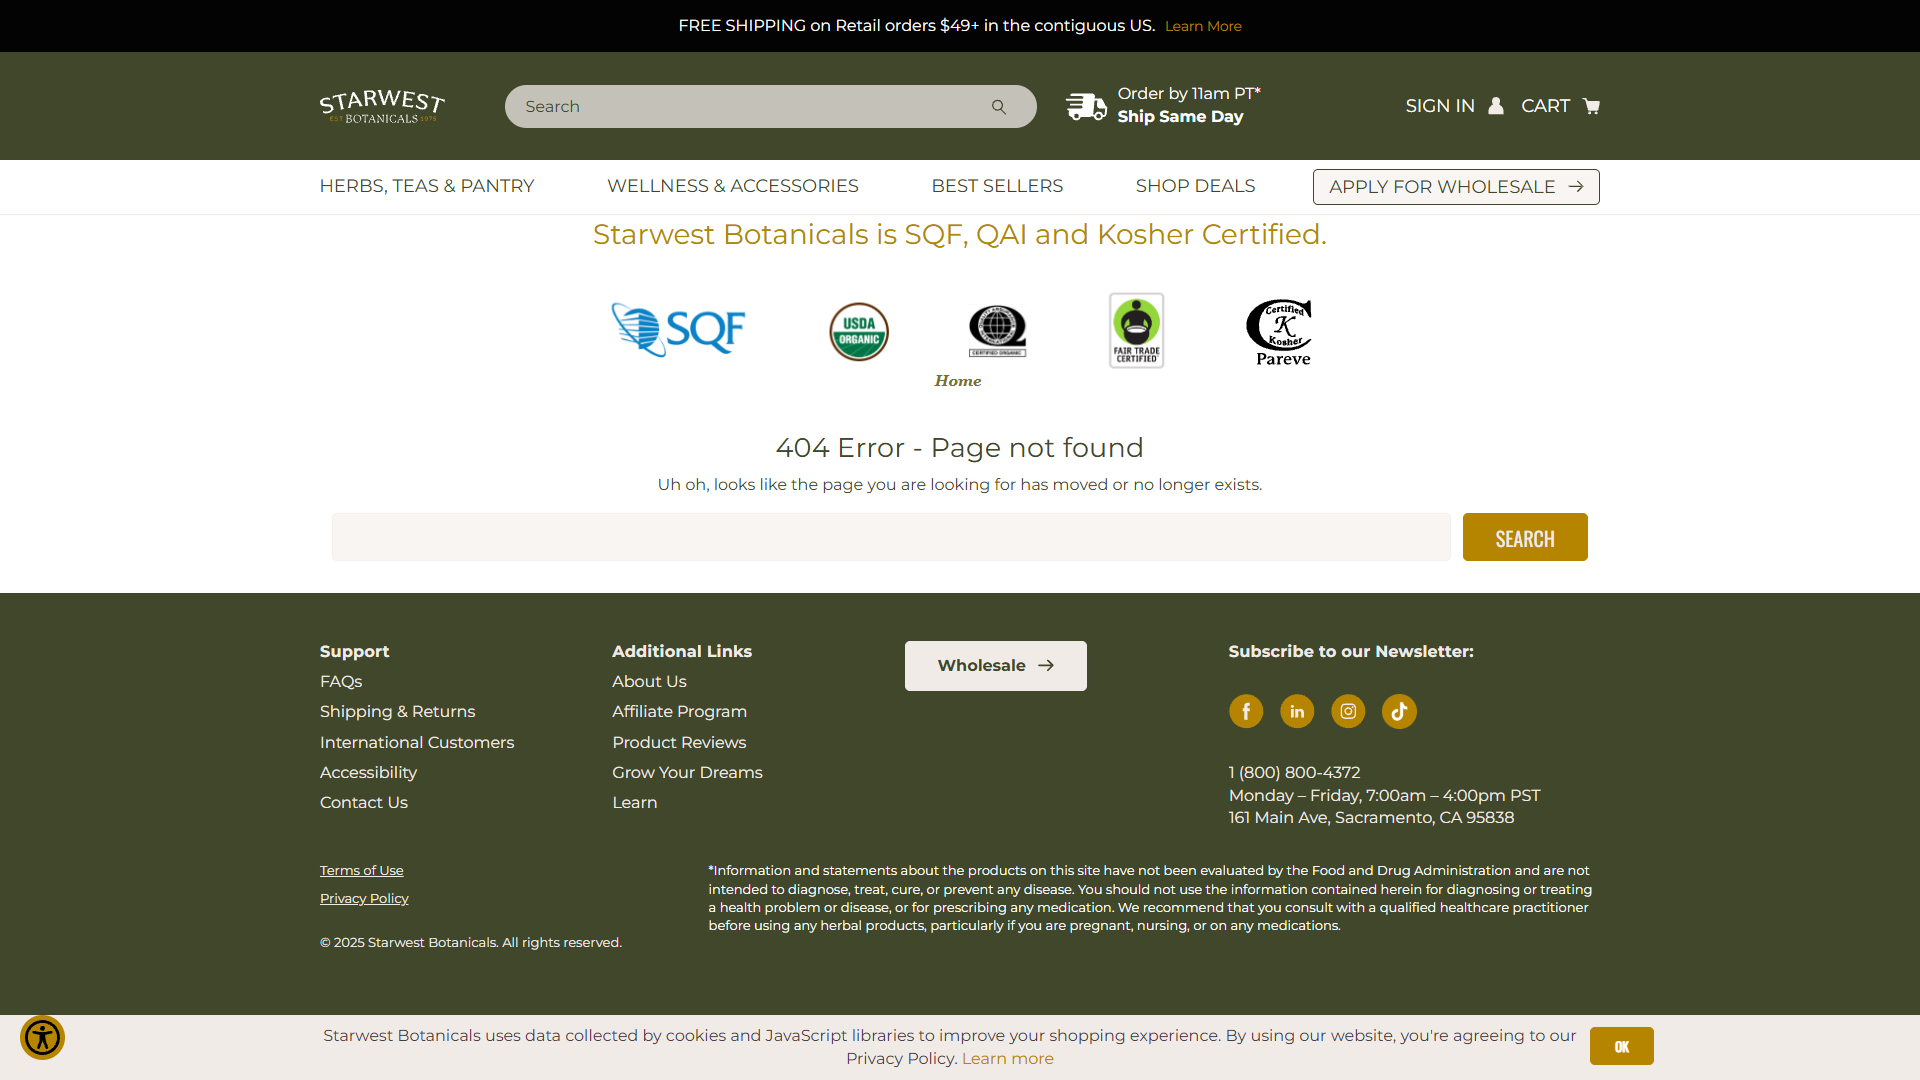 FREE SHIPPING on Retail orders $49+ in the contiguous US. Learn More
STARWEST
EST BOTANICALS 1975
Search
Order by 11am PT*
Ship Same Day
SIGN IN
CART
HERBS, TEAS & PANTRY
WELLNESS & ACCESSORIES
BEST SELLERS
SHOP DEALS
APPLY FOR WHOLESALE
Starwest Botanicals is SQF, QAI and Kosher Certified.
SQF
USDA
ORGANIC
CERTIFIED ORGANIC
FAIR TRADE
CERTIFIED
Certified
K
Kosher
Pareve
Home
404 Error - Page not found
Uh oh, looks like the page you are looking for has moved or no longer exists.
SEARCH
Support
FAQs
Shipping & Returns
International Customers
Accessibility
Contact Us
Additional Links
About Us
Affiliate Program
Product Reviews
Grow Your Dreams
Learn
Wholesale
Subscribe to our Newsletter:
1 (800) 800-4372
Monday – Friday, 7:00am – 4:00pm PST
161 Main Ave, Sacramento, CA 95838
Terms of Use
Privacy Policy
© 2025 Starwest Botanicals. All rights reserved.
*Information and statements about the products on this site have not been evaluated by the Food and Drug Administration and are not
intended to diagnose, treat, cure, or prevent any disease. You should not use the information contained herein for diagnosing or treating
a health problem or disease, or for prescribing any medication. We recommend that you consult with a qualified healthcare practitioner
before using any herbal products, particularly if you are pregnant, nursing, or on any medications.
Starwest Botanicals uses data collected by cookies and JavaScript libraries to improve your shopping experience. By using our website, you're agreeing to our
Privacy Policy. Learn more
OK